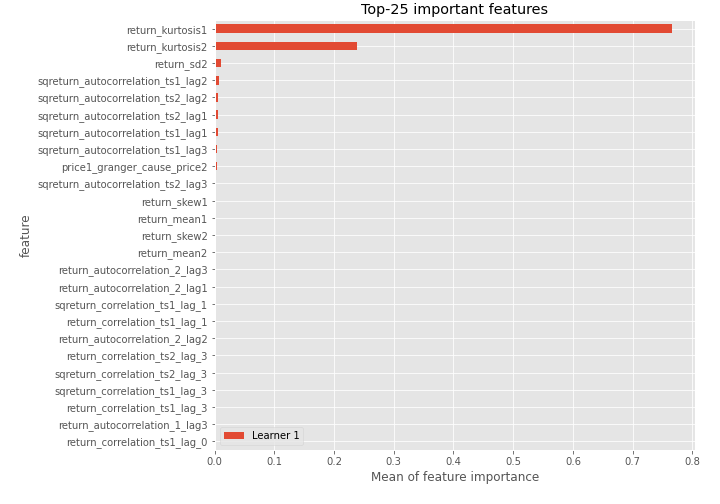 Top-25 important features
return_kurtosis1
return_kurtosis2
return_sd2
sqreturn_autocorrelation_ts1_lag2
sqreturn_autocorrelation_ts2_lag2
sqreturn_autocorrelation_ts2_lag1
sqreturn_autocorrelation_ts1_lag1
sqreturn_autocorrelation_ts1_lag3
price1_granger_cause_price2
sqreturn_autocorrelation_ts2_lag3
return_skew1
return_mean1
return_skew2
return_mean2
return_autocorrelation_2_lag3
return_autocorrelation_2_lag1
sqreturn_correlation_ts1_lag_1
return_correlation_ts1_lag_1
return_autocorrelation_2_lag2
return_correlation_ts2_lag_3
sqreturn_correlation_ts2_lag_3
sqreturn_correlation_ts1_lag_3
return_correlation_ts1_lag_3
return_autocorrelation_1_lag3
return_correlation_ts1_lag_0
feature
Learner 1
0.0 0.1 0.2 0.3 0.4 0.5 0.6 0.7 0.8
Mean of feature importance